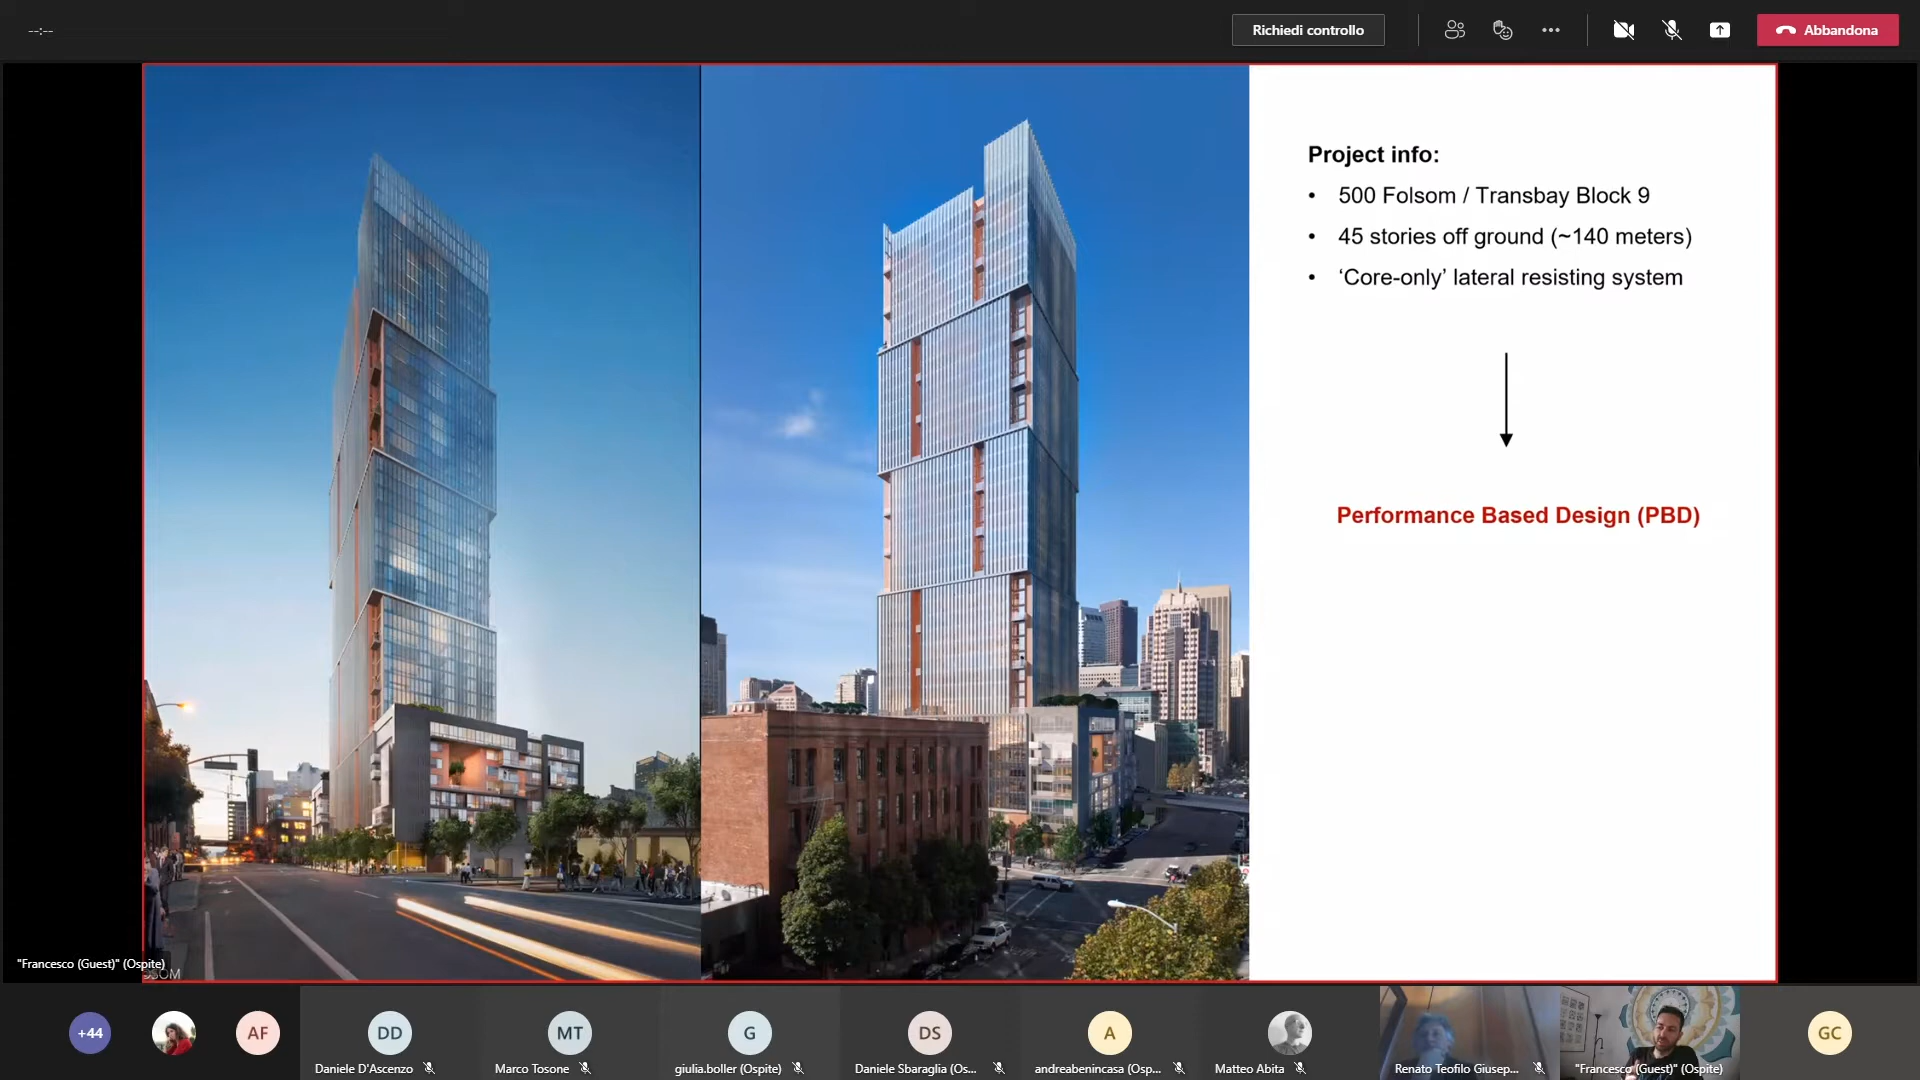 --:--
Richiedi controllo
Abbandona
Project info:
• 500 Folsom / Transbay Block 9
• 45 stories off ground (~140 meters)
• ‘Core-only’ lateral resisting system
Performance Based Design (PBD)
"Francesco (Guest)" (Ospite)
SOM
+44
AF
DD
MT
G
DS
A
GC
Daniele D'Ascenzo
Marco Tosone
giulia.boller (Ospite)
Daniele Sbaraglia (Os...
andreabenincasa (Osp...
Matteo Abita
Renato Teofilo Giusep...
"Francesco (Guest)" (Ospite)